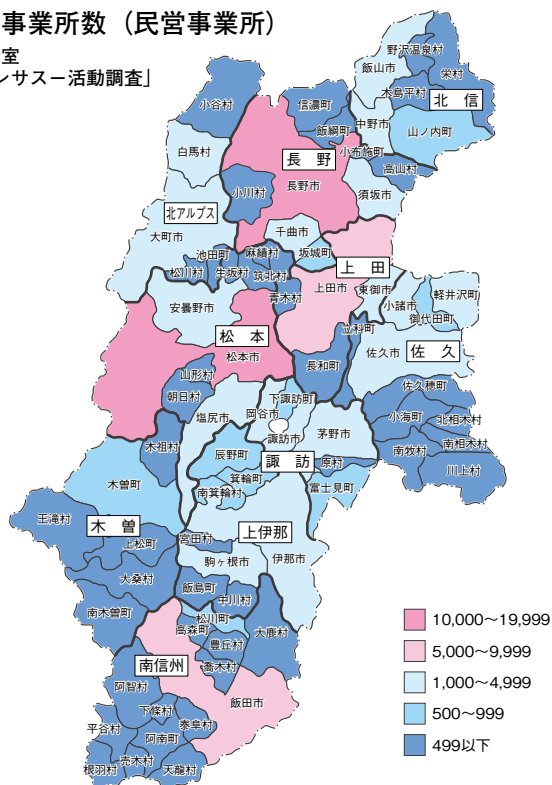 事業所数（民営事業所）
室
ンサス－活動調査」
野沢温泉村
栄村
飯山市
木島平村
北信
小谷村
信濃町
中野市
山ノ内町
飯綱町
白馬村
長野
小布施町
高山村
小川村
長野市
須坂市
北アルプス
大町市
千曲市
池田町
麻績村
坂城町
松川村
生坂村
筑北村
上田
青木村
上田市
東御市
軽井沢町
安曇野市
小諸市
御代田町
松本
立科町
松本市
佐久市
佐久
長和町
山形村
佐久穂町
朝日村
下諏訪町
塩尻市
岡谷市
小海町
北相木村
茅野市
諏訪市
木祖村
南牧村
南相木村
辰野町
諏訪
原村
川上村
箕輪町
木曽町
南箕輪村
富士見町
王滝村
木曽
上伊那
上松町
宮田村
駒ヶ根市
伊那市
大桑村
飯島町
中川村
南木曽町
松川町
高森町
大鹿村
豊丘村
南信州
喬木村
阿智村
飯田市
下條村
平谷村
泰阜村
阿南町
売木村
根羽村
天龍村
10,000～19,999
5,000～9,999
1,000～4,999
500～999
499以下